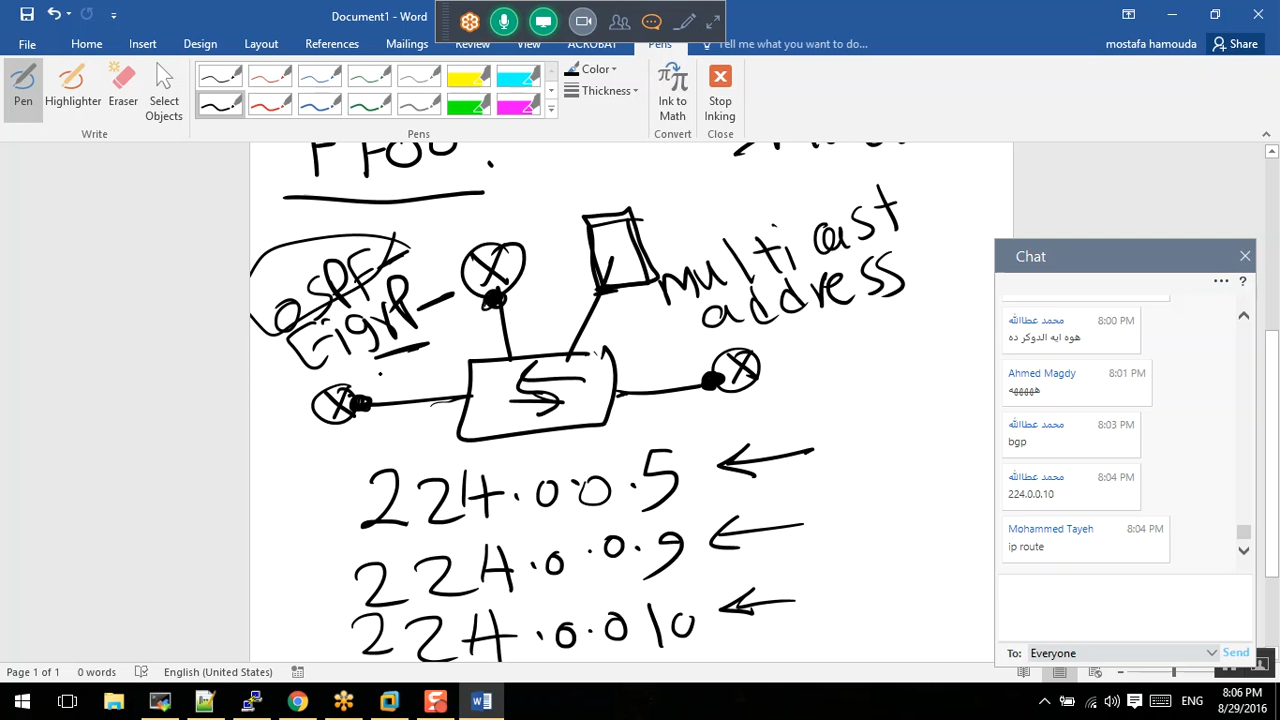 Document1 - Word
File
Home
Insert
Design
Layout
References
Mailings
Review
View
ACROBAT
Pens
Tell me what you want to do...
mostafa hamouda
Share
Pen
Highlighter
Eraser
Select Objects
Color
Thickness
Ink to Math
Stop Inking
Write
Pens
Convert
Close
ospf
Eigrp
multicast
address
224.0.0.5
224.0.0.9
224.0.0 10
Chat
محمد عطاالله 8:00 PM
هوه ايه الدوكر ده
Ahmed Magdy 8:01 PM
هههههه
محمد عطاالله 8:03 PM
bgp
محمد عطاالله 8:04 PM
224.0.0.10
Mohammed Tayeh 8:04 PM
ip route
To: Everyone
Send
Page 1 of 1
0 words
English (United States)
ENG
8:06 PM
8/29/2016